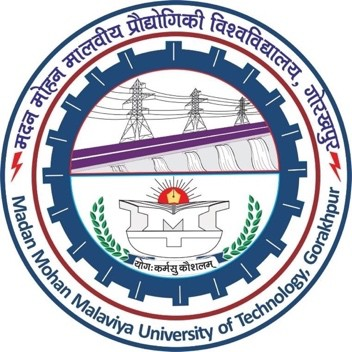 मदन मोहन मालवीय प्रौद्योगिकी विश्वविद्यालय, गोरखपुर
योग: कर्मसु कौशलम्
Madan Mohan Malaviya University of Technology, Gorakhpur